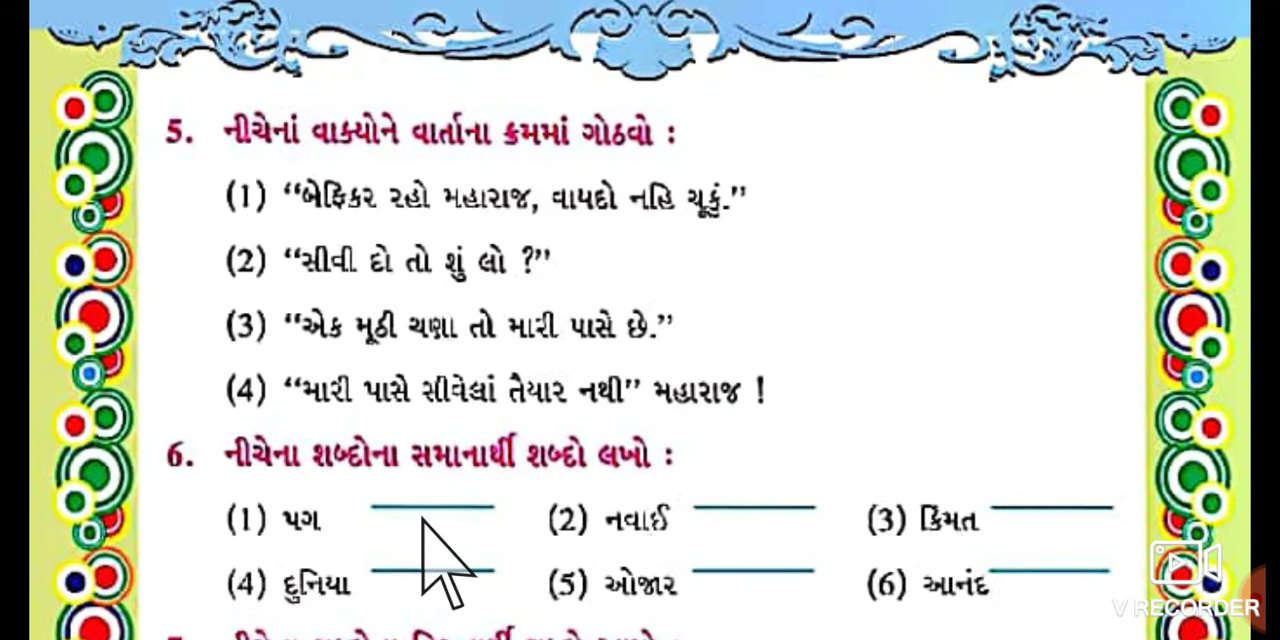 5. નીચેનાં વાક્યોને વાર્તાના ક્રમમાં ગોઠવો :
(1) “બેફિકર રહો મહારાજ, વાયદો નહિ ચૂકું.”
(2) “સીવી દો તો શું લો ?”
(3) “એક મૂઠી ચણા તો મારી પાસે છે.”
(4) “મારી પાસે સીવેલાં તૈયાર નથી” મહારાજ !
6. નીચેના શબ્દોના સમાનાર્થી શબ્દો લખો :
(1) પગ (2) નવાઈ (3) કિંમત
(4) દુનિયા (5) ઓજાર (6) આનંદ
V RECORDER